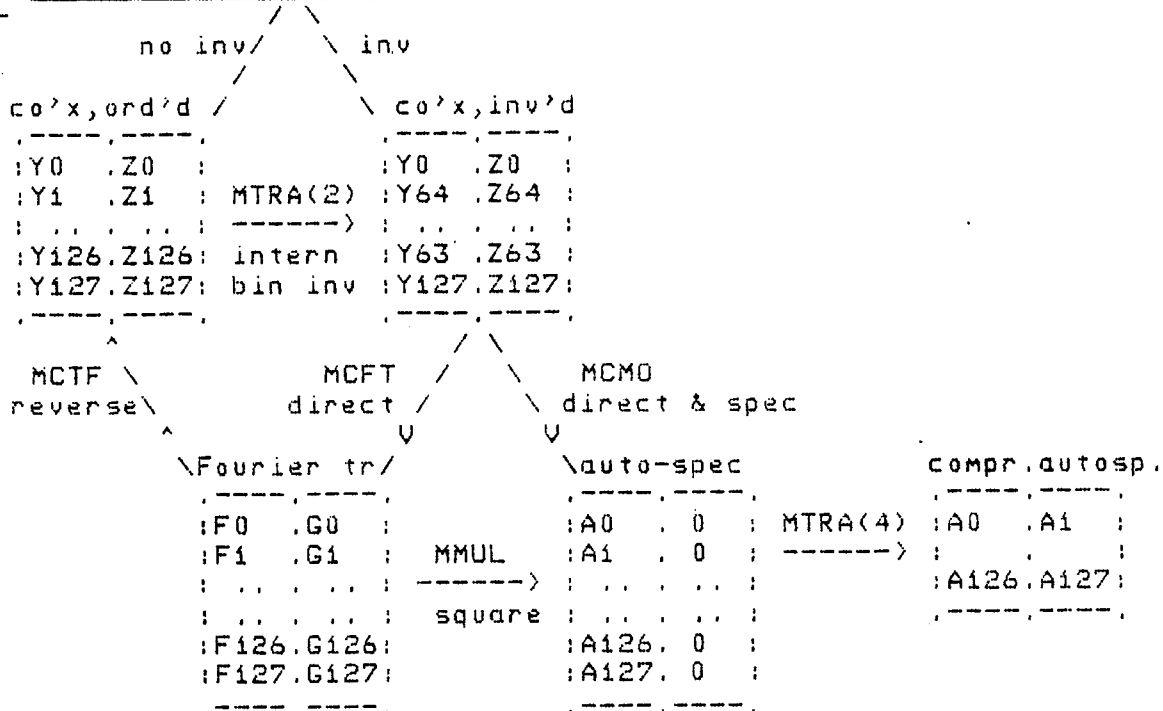 / \
no inv/ \ inv
/ \
co'x,ord'd / \ co'x,inv'd
.----.----. .----.----.
:Y0 .Z0 : :Y0 .Z0 :
:Y1 .Z1 : MTRA(2) :Y64 .Z64 :
: .. . .. : ------> : .. . .. :
:Y126.Z126: intern :Y63 .Z63 :
:Y127.Z127: bin inv :Y127.Z127:
.----.----. .----.----.
^ / \
MCTF \ MCFT / \ MCMO
reverse\ direct / \ direct & spec
^ V V
\Fourier tr/ \auto-spec compr.autosp.
.----.----. .----.----. .----.----.
:F0 .G0 : :A0 . 0 : MTRA(4) :A0 .A1 :
:F1 .G1 : MMUL :A1 . 0 : ------> : . :
: .. . .. : ------> : .. . .. : :A126.A127:
: .. . .. : square : .. . .. : .----.----.
:F126.G126: :A126. 0 :
:F127.G127: :A127. 0 :
.----.----. .----.----.